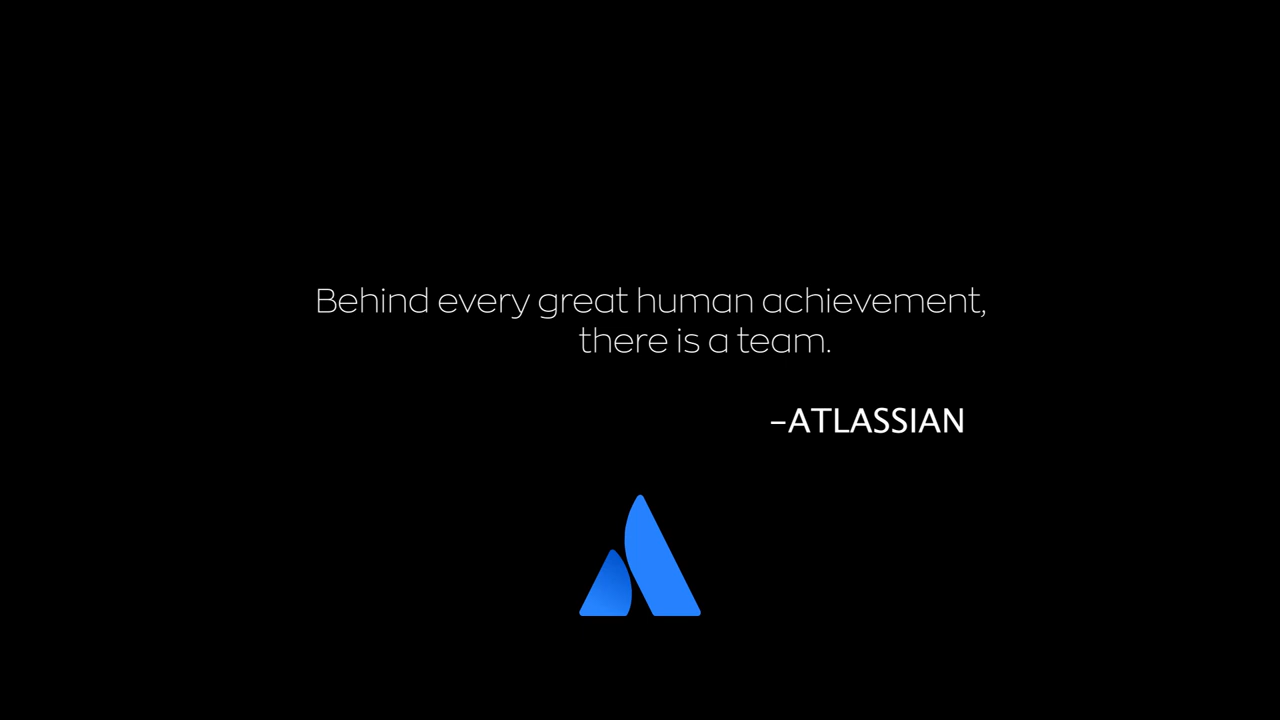 Behind every great human achievement,
there is a team.
–ATLASSIAN